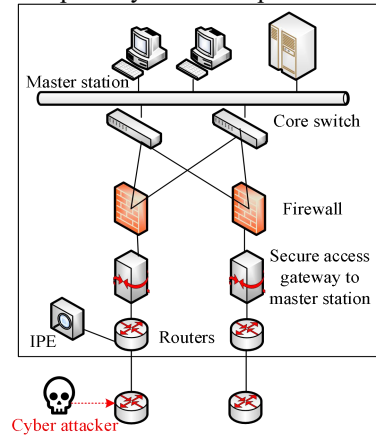 Master station
Core switch
Firewall
Secure access
gateway to
master station
IPE
Routers
Cyber attacker